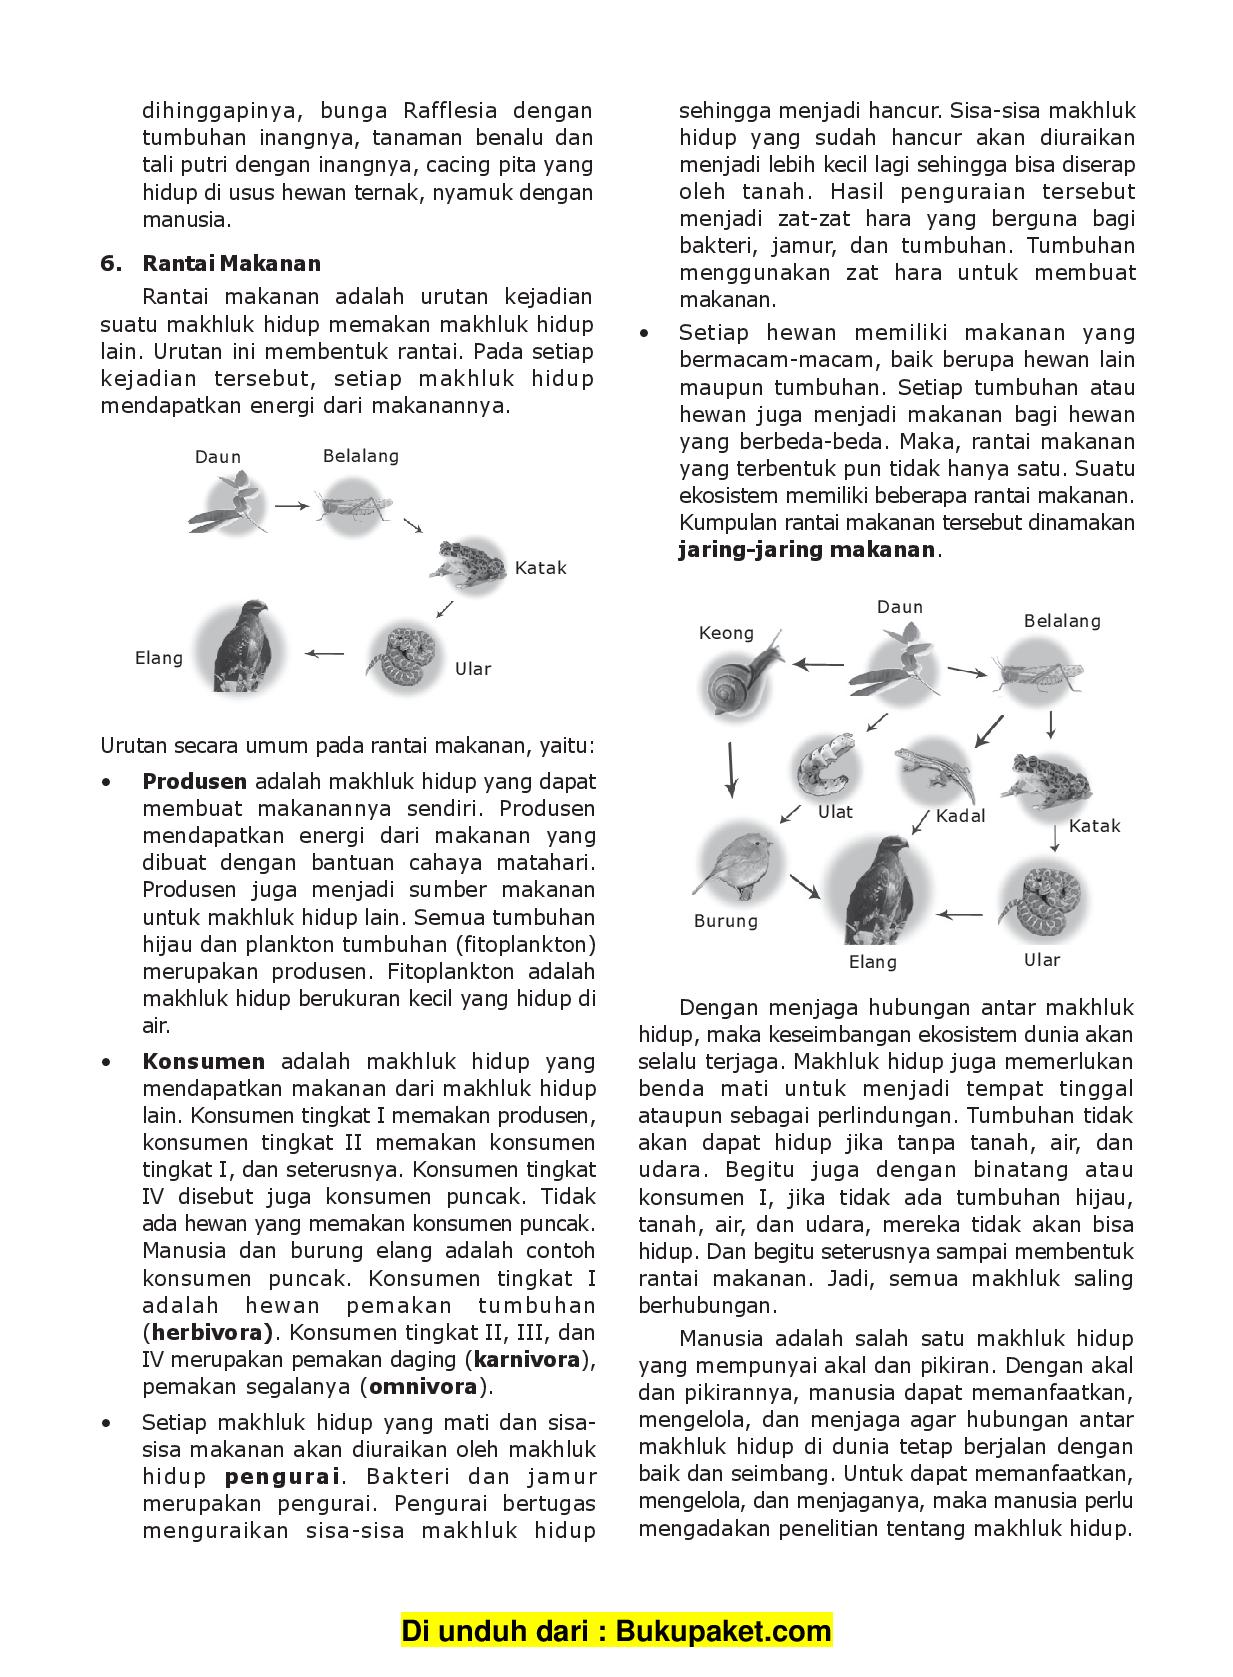 dihinggapinya, bunga Rafflesia dengan
tumbuhan inangnya, tanaman benalu dan
tali putri dengan inangnya, cacing pita yang
hidup di usus hewan ternak, nyamuk dengan
manusia.
6. Rantai Makanan
Rantai makanan adalah urutan kejadian
suatu makhluk hidup memakan makhluk hidup
lain. Urutan ini membentuk rantai. Pada setiap
kejadian tersebut, setiap makhluk hidup
mendapatkan energi dari makanannya.
Daun
Belalang
Katak
Elang
Ular
Urutan secara umum pada rantai makanan, yaitu:
• Produsen adalah makhluk hidup yang dapat
membuat makanannya sendiri. Produsen
mendapatkan energi dari makanan yang
dibuat dengan bantuan cahaya matahari.
Produsen juga menjadi sumber makanan
untuk makhluk hidup lain. Semua tumbuhan
hijau dan plankton tumbuhan (fitoplankton)
merupakan produsen. Fitoplankton adalah
makhluk hidup berukuran kecil yang hidup di
air.
• Konsumen adalah makhluk hidup yang
mendapatkan makanan dari makhluk hidup
lain. Konsumen tingkat I memakan produsen,
konsumen tingkat II memakan konsumen
tingkat I, dan seterusnya. Konsumen tingkat
IV disebut juga konsumen puncak. Tidak
ada hewan yang memakan konsumen puncak.
Manusia dan burung elang adalah contoh
konsumen puncak. Konsumen tingkat I
adalah hewan pemakan tumbuhan
(herbivora). Konsumen tingkat II, III, dan
IV merupakan pemakan daging (karnivora),
pemakan segalanya (omnivora).
• Setiap makhluk hidup yang mati dan sisa-
sisa makanan akan diuraikan oleh makhluk
hidup pengurai. Bakteri dan jamur
merupakan pengurai. Pengurai bertugas
menguraikan sisa-sisa makhluk hidup
sehingga menjadi hancur. Sisa-sisa makhluk
hidup yang sudah hancur akan diuraikan
menjadi lebih kecil lagi sehingga bisa diserap
oleh tanah. Hasil penguraian tersebut
menjadi zat-zat hara yang berguna bagi
bakteri, jamur, dan tumbuhan. Tumbuhan
menggunakan zat hara untuk membuat
makanan.
• Setiap hewan memiliki makanan yang
bermacam-macam, baik berupa hewan lain
maupun tumbuhan. Setiap tumbuhan atau
hewan juga menjadi makanan bagi hewan
yang berbeda-beda. Maka, rantai makanan
yang terbentuk pun tidak hanya satu. Suatu
ekosistem memiliki beberapa rantai makanan.
Kumpulan rantai makanan tersebut dinamakan
jaring-jaring makanan.
Daun
Keong
Belalang
Ulat
Kadal
Katak
Burung
Elang
Ular
Dengan menjaga hubungan antar makhluk
hidup, maka keseimbangan ekosistem dunia akan
selalu terjaga. Makhluk hidup juga memerlukan
benda mati untuk menjadi tempat tinggal
ataupun sebagai perlindungan. Tumbuhan tidak
akan dapat hidup jika tanpa tanah, air, dan
udara. Begitu juga dengan binatang atau
konsumen I, jika tidak ada tumbuhan hijau,
tanah, air, dan udara, mereka tidak akan bisa
hidup. Dan begitu seterusnya sampai membentuk
rantai makanan. Jadi, semua makhluk saling
berhubungan.
Manusia adalah salah satu makhluk hidup
yang mempunyai akal dan pikiran. Dengan akal
dan pikirannya, manusia dapat memanfaatkan,
mengelola, dan menjaga agar hubungan antar
makhluk hidup di dunia tetap berjalan dengan
baik dan seimbang. Untuk dapat memanfaatkan,
mengelola, dan menjaganya, maka manusia perlu
mengadakan penelitian tentang makhluk hidup.
Di unduh dari : Bukupaket.com